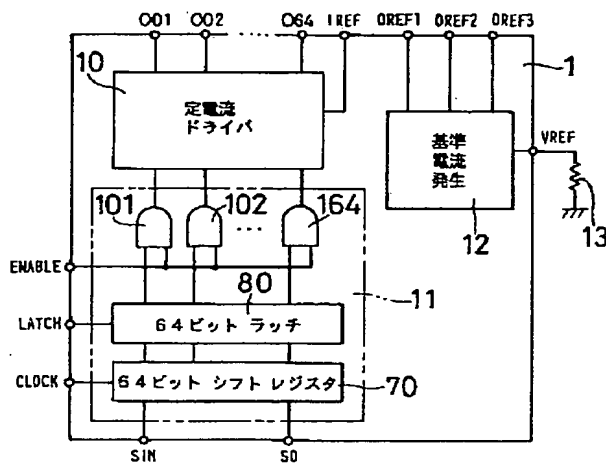 OO1 OO2 ‥‥ O64 IREF OREF1 OREF2 OREF3
10
1
定電流
ドライバ
基準
電流
発生
VREF
12
13
101
102
...
164
ENABLE
80
11
LATCH
64ビット ラッチ
CLOCK
64ビット シフト レジスタ
70
SIN
SO